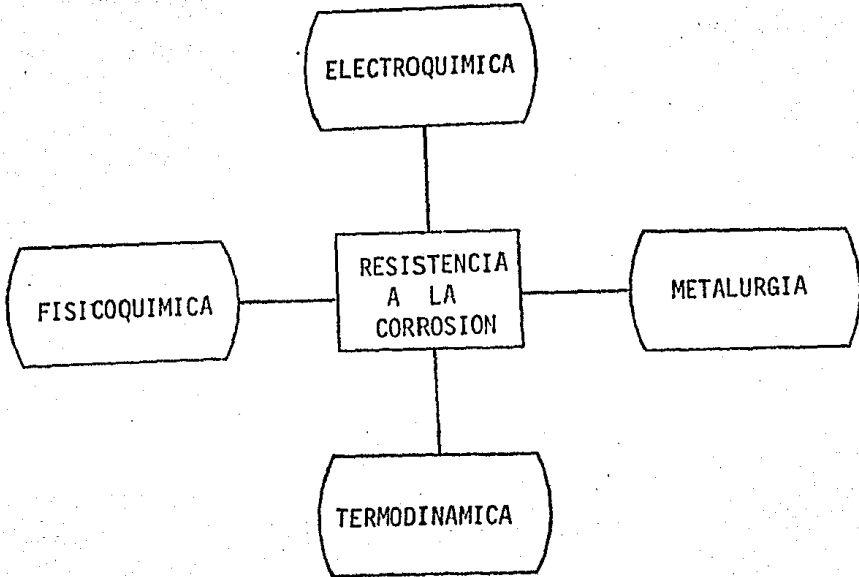 ELECTROQUIMICA
FISICOQUIMICA
RESISTENCIA
A LA
CORROSION
METALURGIA
TERMODINAMICA